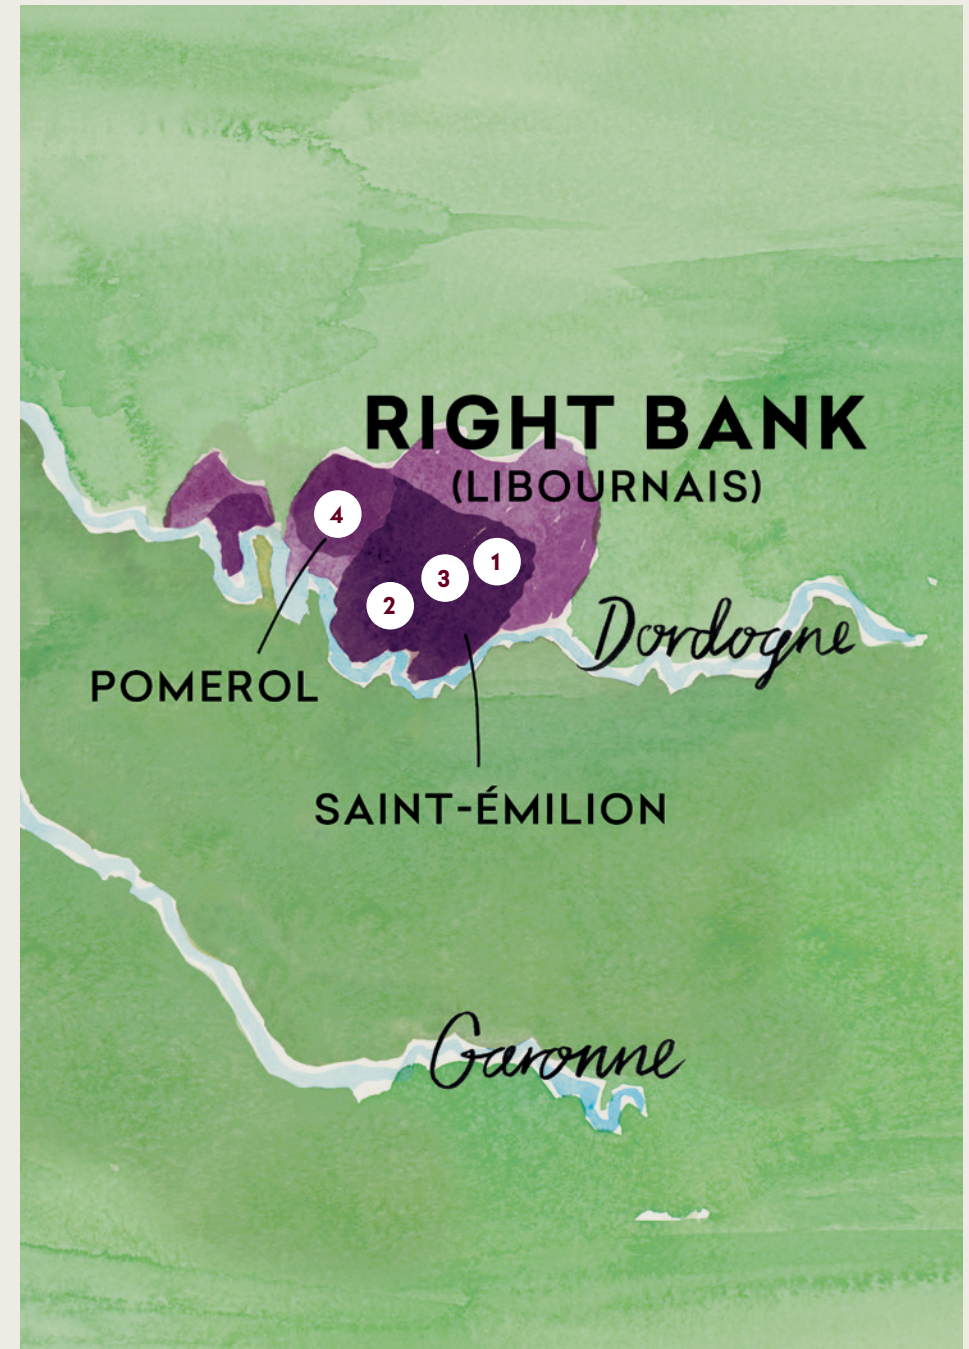 RIGHT BANK
(LIBOURNAIS)
4
1
3
2
Dordogne
POMEROL
SAINT-ÉMILION
Garonne